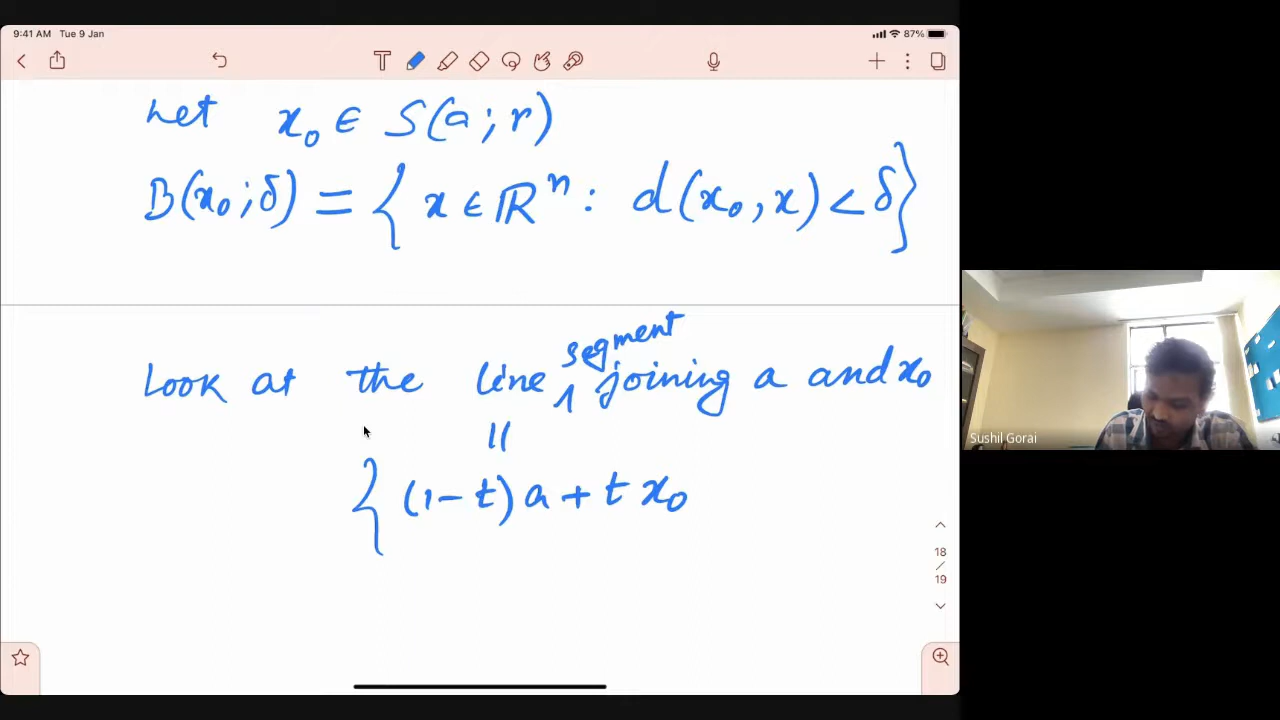 9:41 AM Tue 9 Jan
87%
Let x₀ ∈ S(a; r)
B(x₀; δ) = { x ∈ ℝⁿ : d(x₀, x) < δ }
segment
Look at the line ⋏ joining a and x₀
||
{ (1-t) a + t x₀
Sushil Gorai
18
/
19